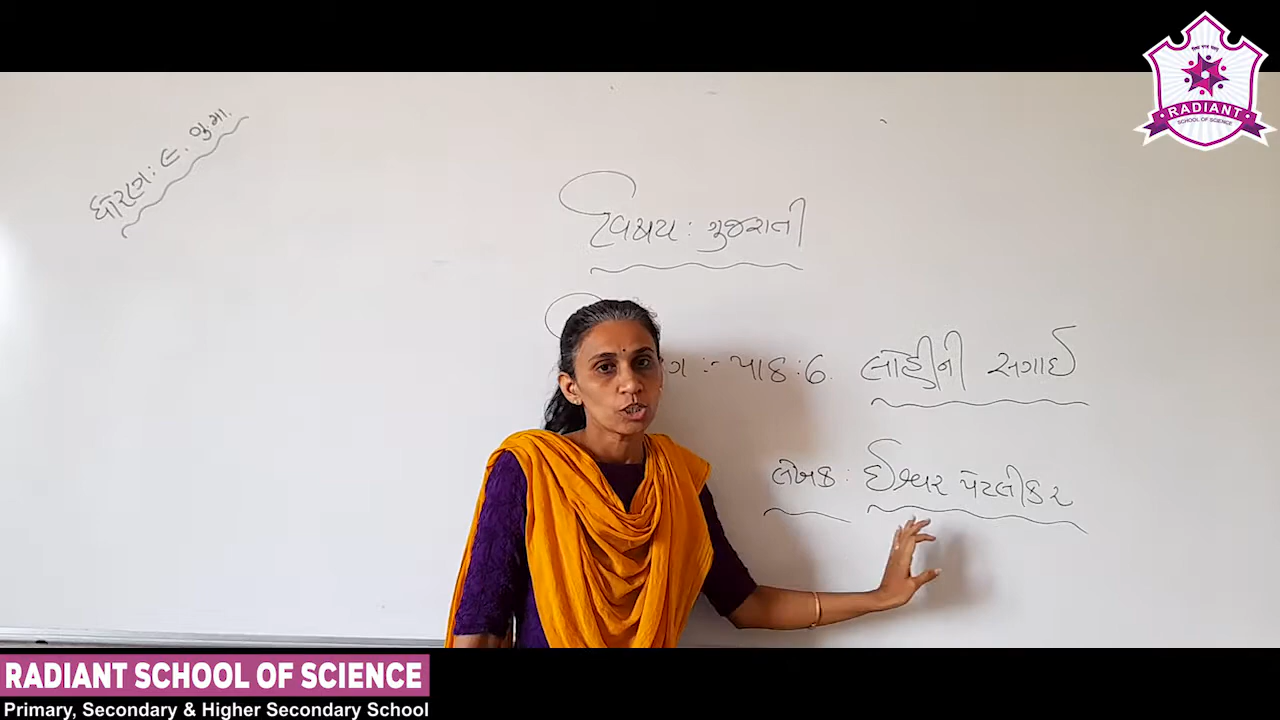 ધોરણ: ૯. ગુ.મા.
વિષય: ગુજરાતી
પાઠ: 6. લોહીની સગાઈ
લેખક: ઈશ્વર પેટલીકર
RADIANT
SCHOOL OF SCIENCE
RADIANT SCHOOL OF SCIENCE
Primary, Secondary & Higher Secondary School